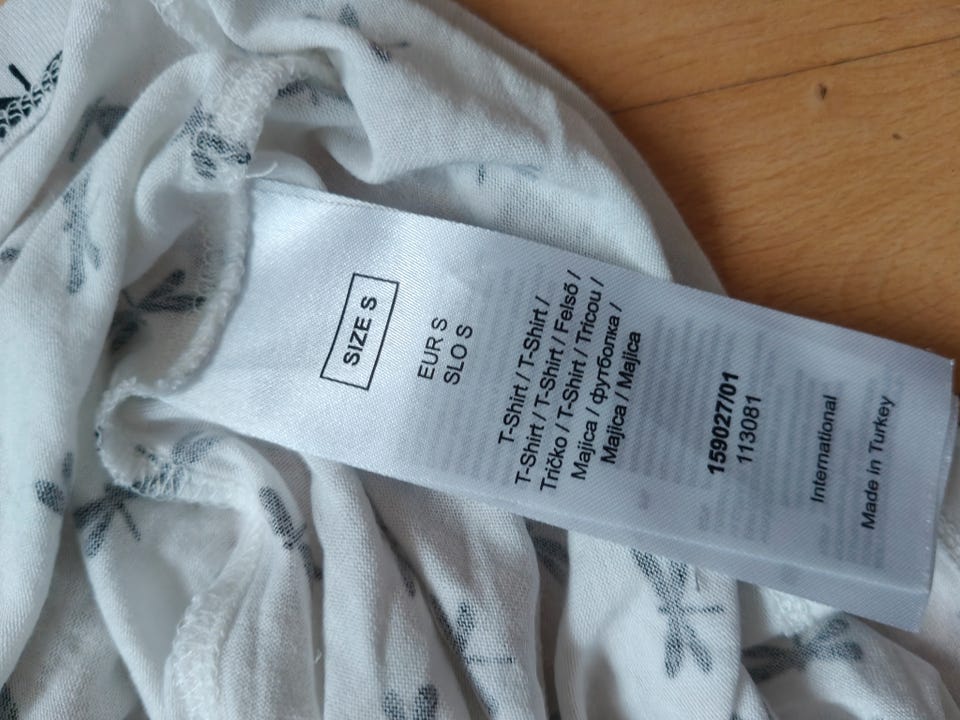 SIZE S
EUR S
SLO S
T-Shirt / T-Shirt /
T-Shirt / T-Shirt / Felső /
Tričko / T-Shirt / Tricou /
Majica / футболка /
Majica / Majica
159027/01
113081
International
Made in Turkey